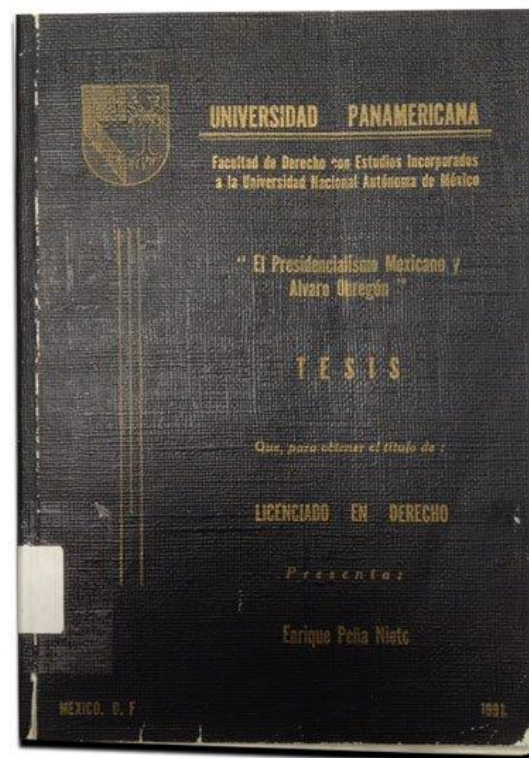 UNIVERSIDAD PANAMERICANA
Facultad de Derecho con Estudios Incorporados
a la Universidad Nacional Autónoma de México
" El Presidencialismo Mexicano y
Alvaro Obregón "
TESIS
Que, para obtener el título de :
LICENCIADO EN DERECHO
Presenta:
Enrique Peña Nieto
MEXICO, D. F
1991.